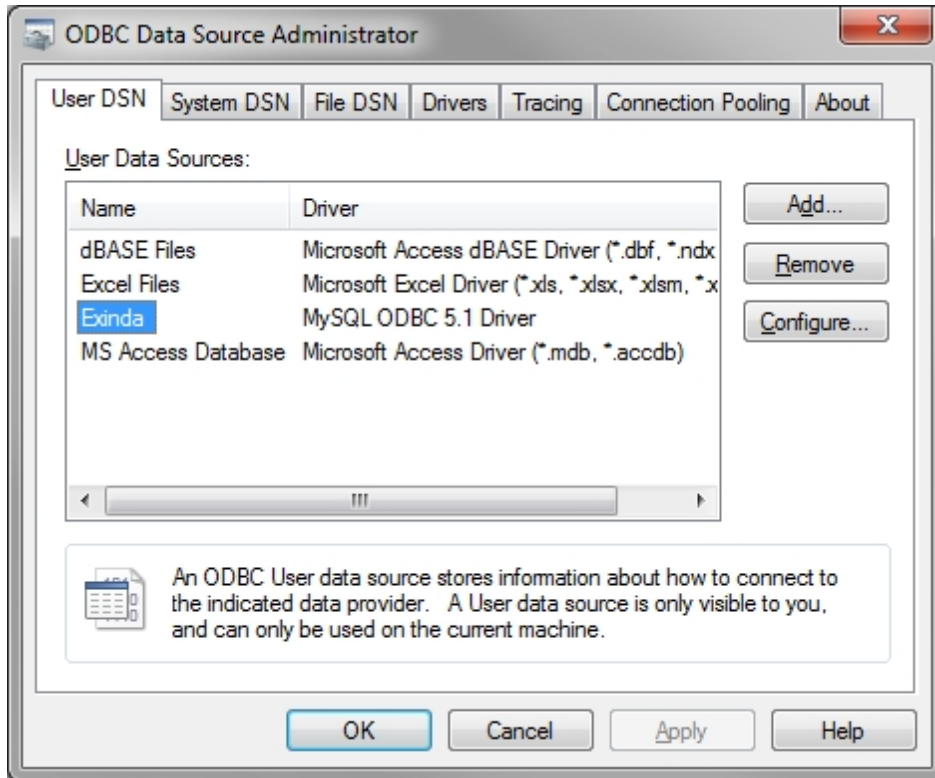 ODBC Data Source Administrator
User DSN System DSN File DSN Drivers Tracing Connection Pooling About
User Data Sources:
Name Driver
dBASE Files Microsoft Access dBASE Driver (*.dbf, *.ndx
Excel Files Microsoft Excel Driver (*.xls, *.xlsx, *.xlsm, *.x
Exinda MySQL ODBC 5.1 Driver
MS Access Database Microsoft Access Driver (*.mdb, *.accdb)
Add...
Remove
Configure...
An ODBC User data source stores information about how to connect to
the indicated data provider. A User data source is only visible to you,
and can only be used on the current machine.
OK Cancel Apply Help